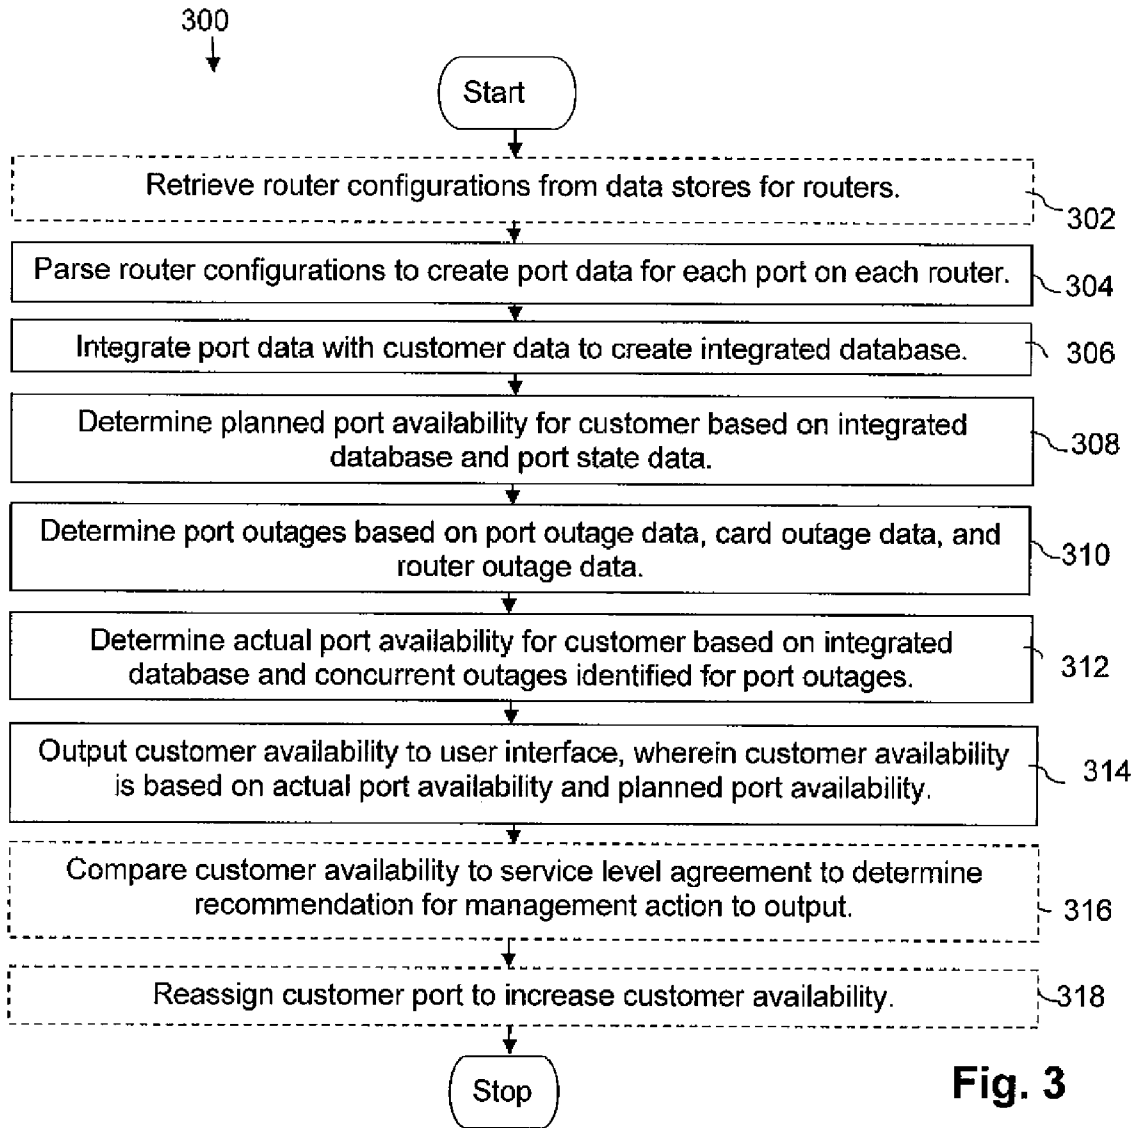 300
Start
Retrieve router configurations from data stores for routers.
302
Parse router configurations to create port data for each port on each router.
304
Integrate port data with customer data to create integrated database.
306
Determine planned port availability for customer based on integrated
database and port state data.
308
Determine port outages based on port outage data, card outage data, and
router outage data.
310
Determine actual port availability for customer based on integrated
database and concurrent outages identified for port outages.
312
Output customer availability to user interface, wherein customer availability
is based on actual port availability and planned port availability.
314
Compare customer availability to service level agreement to determine
recommendation for management action to output.
316
Reassign customer port to increase customer availability.
318
Stop
Fig. 3